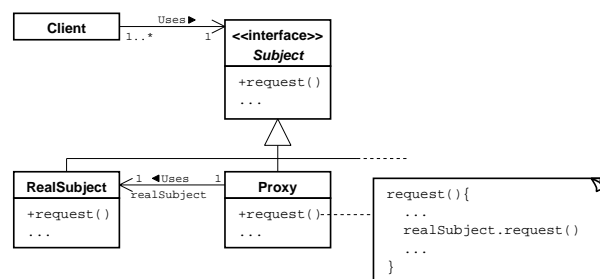 Client
Uses▶
1..*
1
<<interface>>
Subject
+request()
...
RealSubject
+request()
...
1 ◀Uses 1
realSubject
Proxy
+request()
...
request(){
...
realSubject.request()
...
}